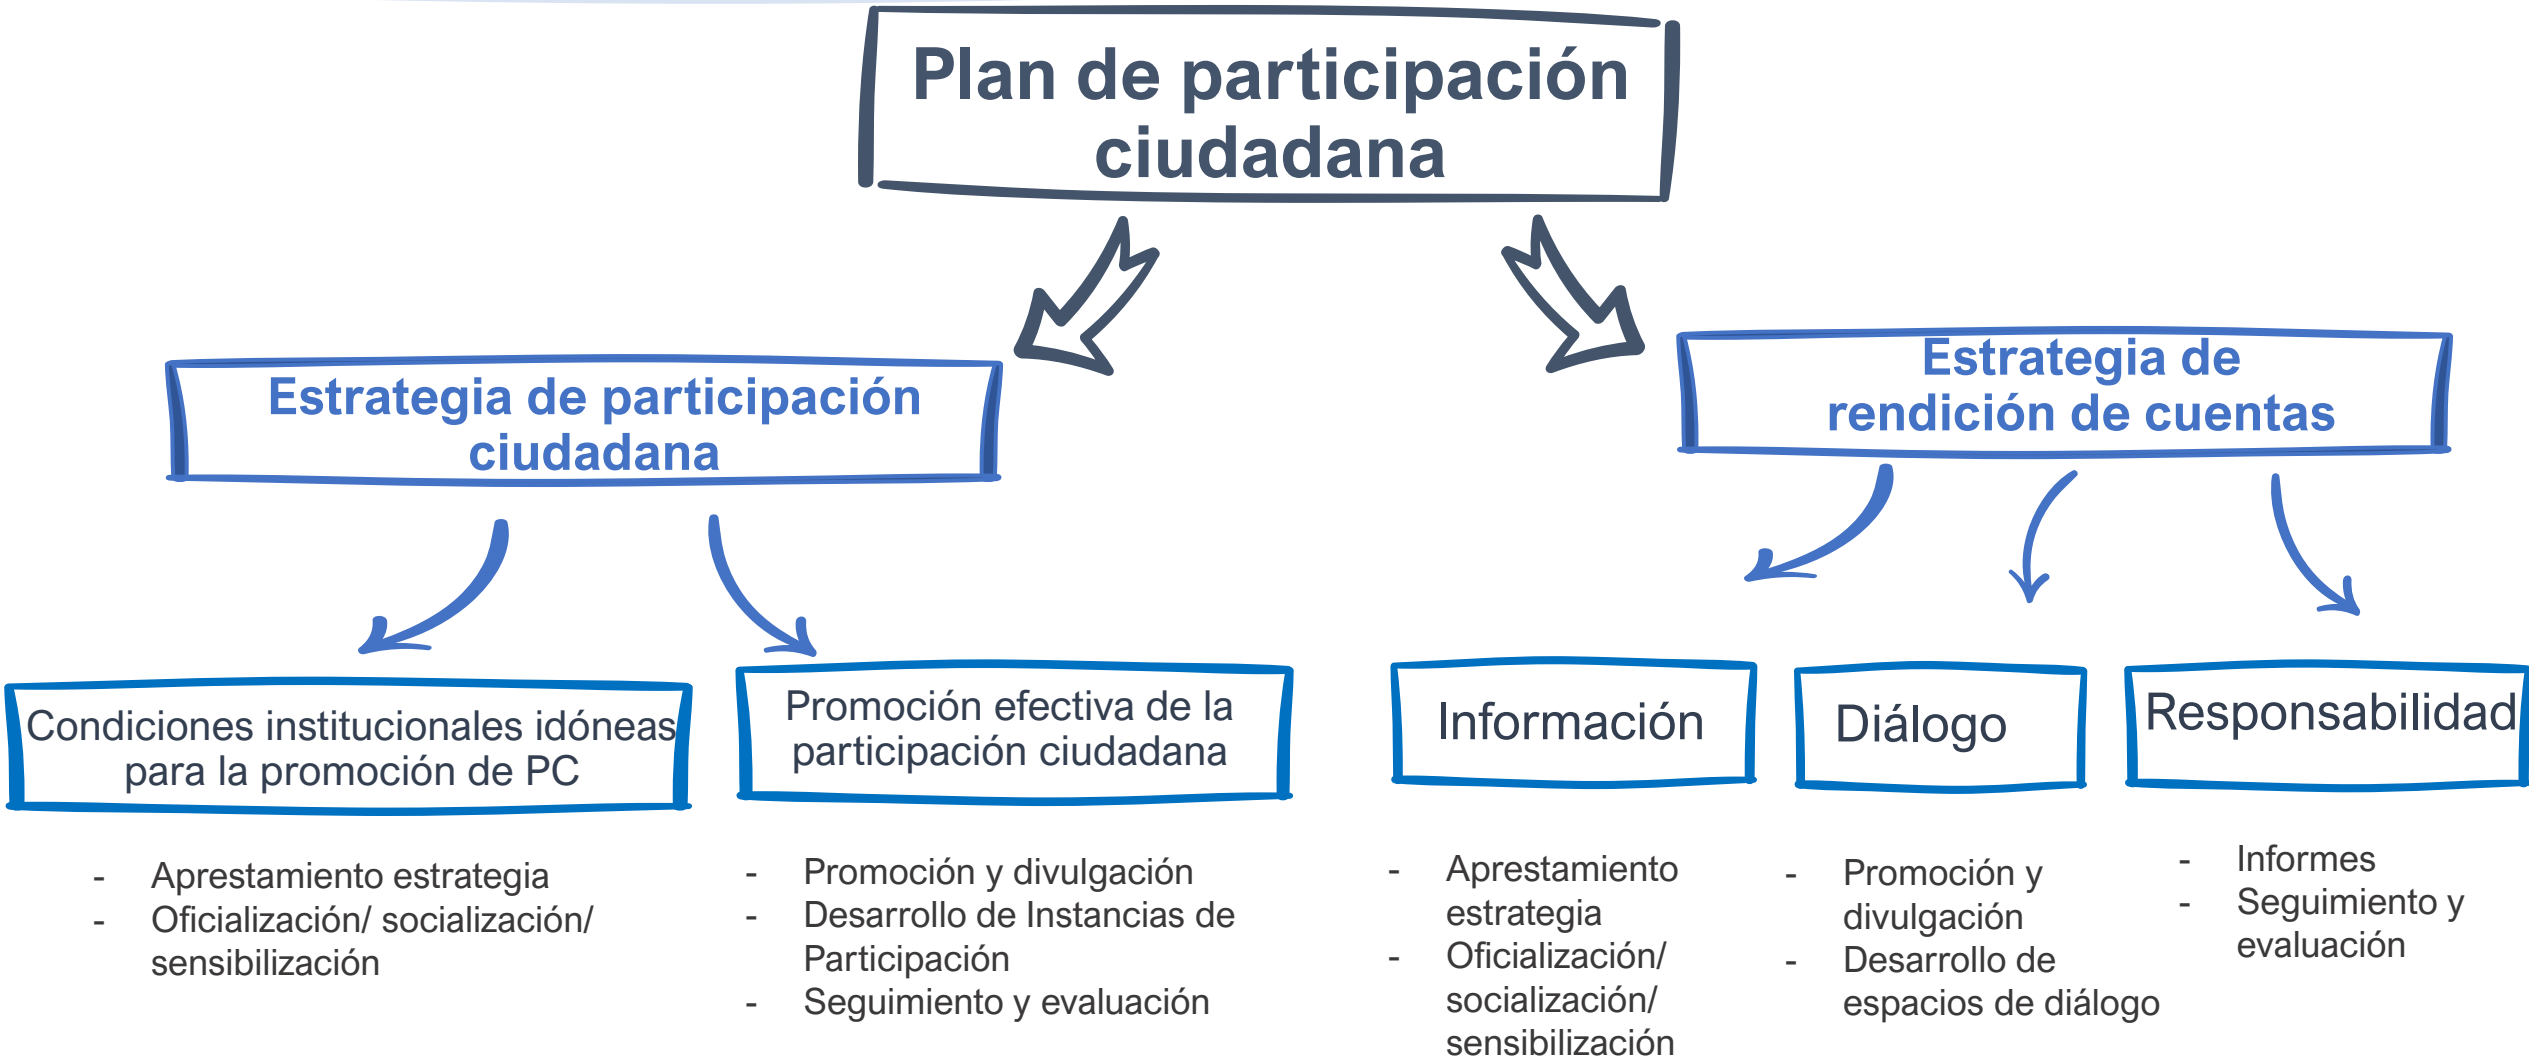 Plan de participación
ciudadana
Estrategia de participación
ciudadana
Estrategia de
rendición de cuentas
Condiciones institucionales idóneas
para la promoción de PC
Promoción efectiva de la
participación ciudadana
Información
Diálogo
Responsabilidad
- Aprestamiento estrategia
- Oficialización/ socialización/
sensibilización
- Promoción y divulgación
- Desarrollo de Instancias de
Participación
- Seguimiento y evaluación
- Aprestamiento
estrategia
- Oficialización/
socialización/
sensibilización
- Promoción y
divulgación
- Desarrollo de
espacios de diálogo
- Informes
- Seguimiento y
evaluación